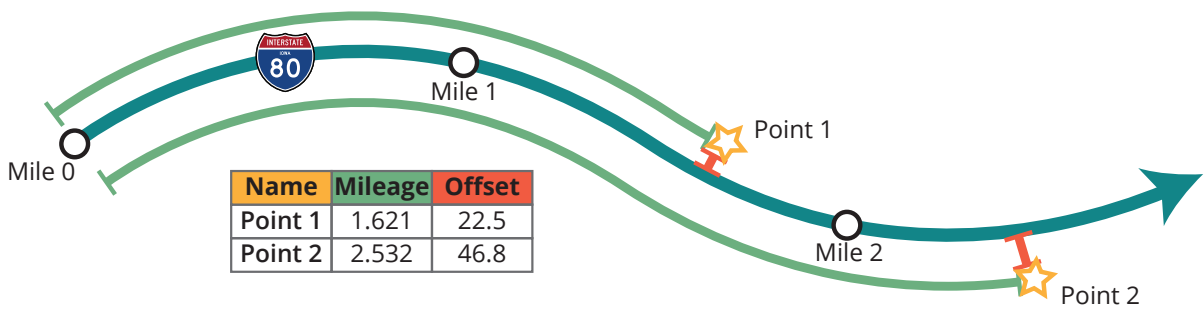 INTERSTATE
IOWA
80
Mile 1
Point 1
Mile 0
Name Mileage Offset
Point 1 1.621 22.5
Point 2 2.532 46.8
Mile 2
Point 2